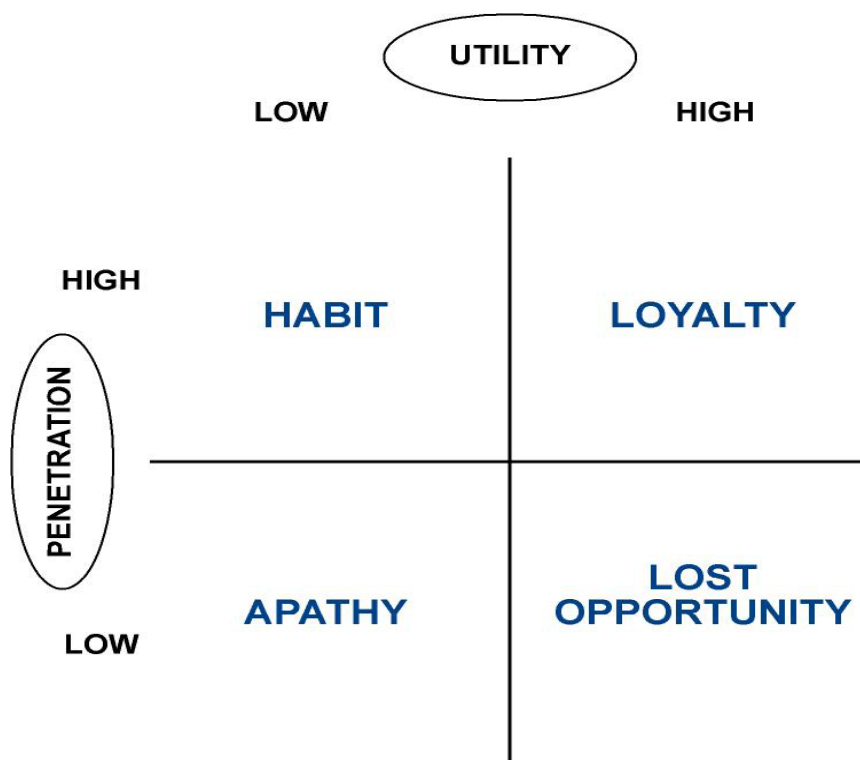 UTILITY
LOW HIGH
HIGH
HABIT LOYALTY
PENETRATION
APATHY LOST
OPPORTUNITY
LOW